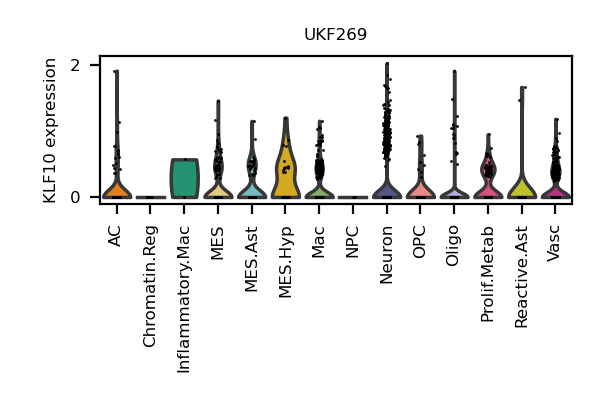 UKF269
KLF10 expression
2
0
AC
Chromatin.Reg
Inflammatory.Mac
MES
MES.Ast
MES.Hyp
Mac
NPC
Neuron
OPC
Oligo
Prolif.Metab
Reactive.Ast
Vasc